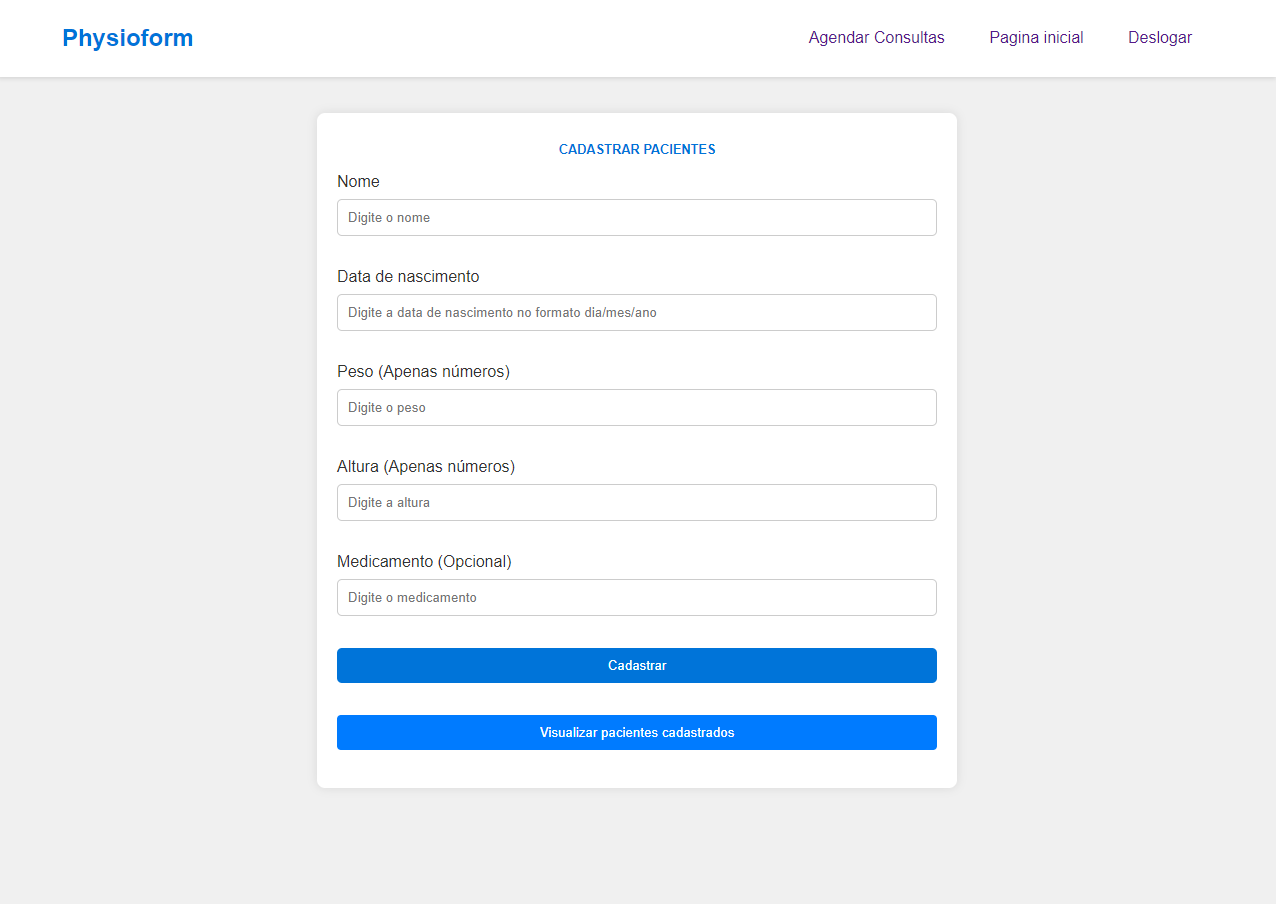 Physioform
Agendar Consultas
Pagina inicial
Deslogar
CADASTRAR PACIENTES
Nome
Digite o nome
Data de nascimento
Digite a data de nascimento no formato dia/mes/ano
Peso (Apenas números)
Digite o peso
Altura (Apenas números)
Digite a altura
Medicamento (Opcional)
Digite o medicamento
Cadastrar
Visualizar pacientes cadastrados